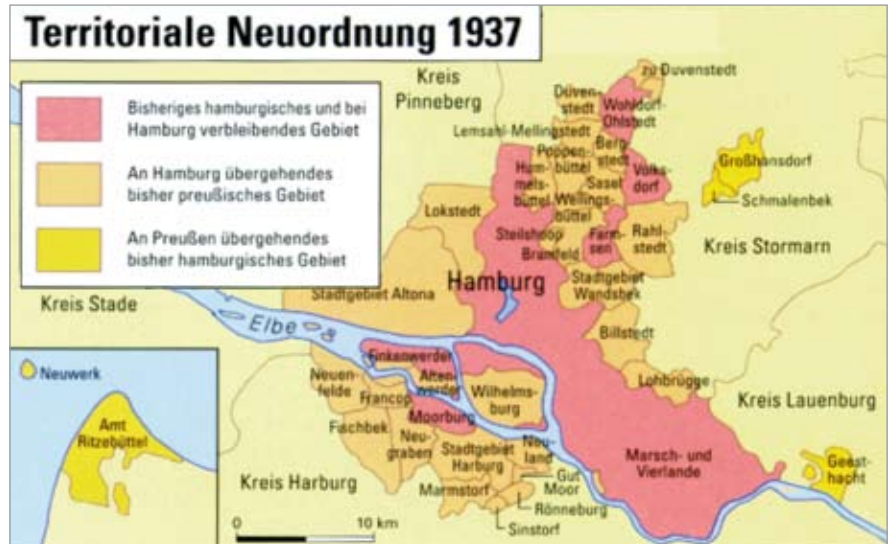 Territoriale Neuordnung 1937
Bisheriges hamburgisches und bei
Hamburg verbleibendes Gebiet
An Hamburg übergehendes
bisher preußisches Gebiet
An Preußen übergehendes
bisher hamburgisches Gebiet
Kreis
Pinneberg
zu Duvenstedt
Düven-
stedt
Wohldorf-
Ohlstedt
Lemsahl-Mellingstedt
Poppen-
büttel
Berg
stedt
Hum-
mels-
büttel
Sasel
Volks-
dorf
Wellings-
büttel
Großhansdorf
Schmalenbek
Lokstedt
Steilshoop
Bramfeld
Farm-
sen
Rahl-
stedt
Kreis Stormarn
Hamburg
Stadtgebiet
Wandsbek
Stadtgebiet Altona
Kreis Stade
Elbe
Billstedt
Lohbrügge
Kreis Lauenburg
Finkenwerder
Neuen-
felde
Alten-
werder
Francop
Wilhelms-
burg
Moorburg
Fischbek
Neu-
graben
Stadtgebiet
Harburg
Neu-
land
Marsch- und
Vierlande
Geest-
hacht
Gut
Moor
Marmstorf
Rönneburg
Sinstorf
Kreis Harburg
Neuwerk
Amt
Ritzebüttel
0 10 km